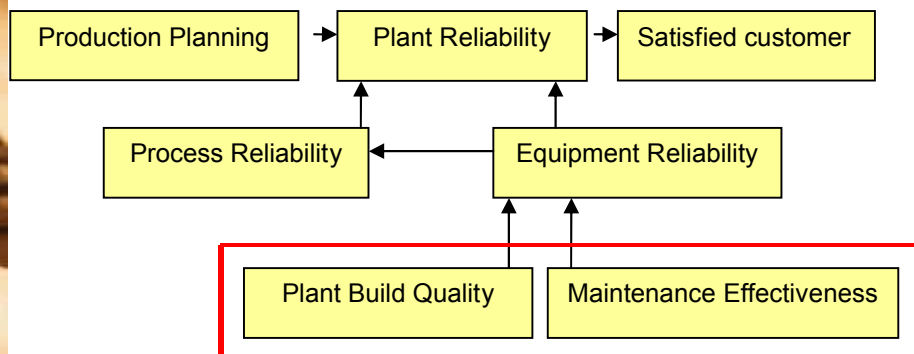 Production Planning
Plant Reliability
Satisfied customer
Process Reliability
Equipment Reliability
Plant Build Quality
Maintenance Effectiveness